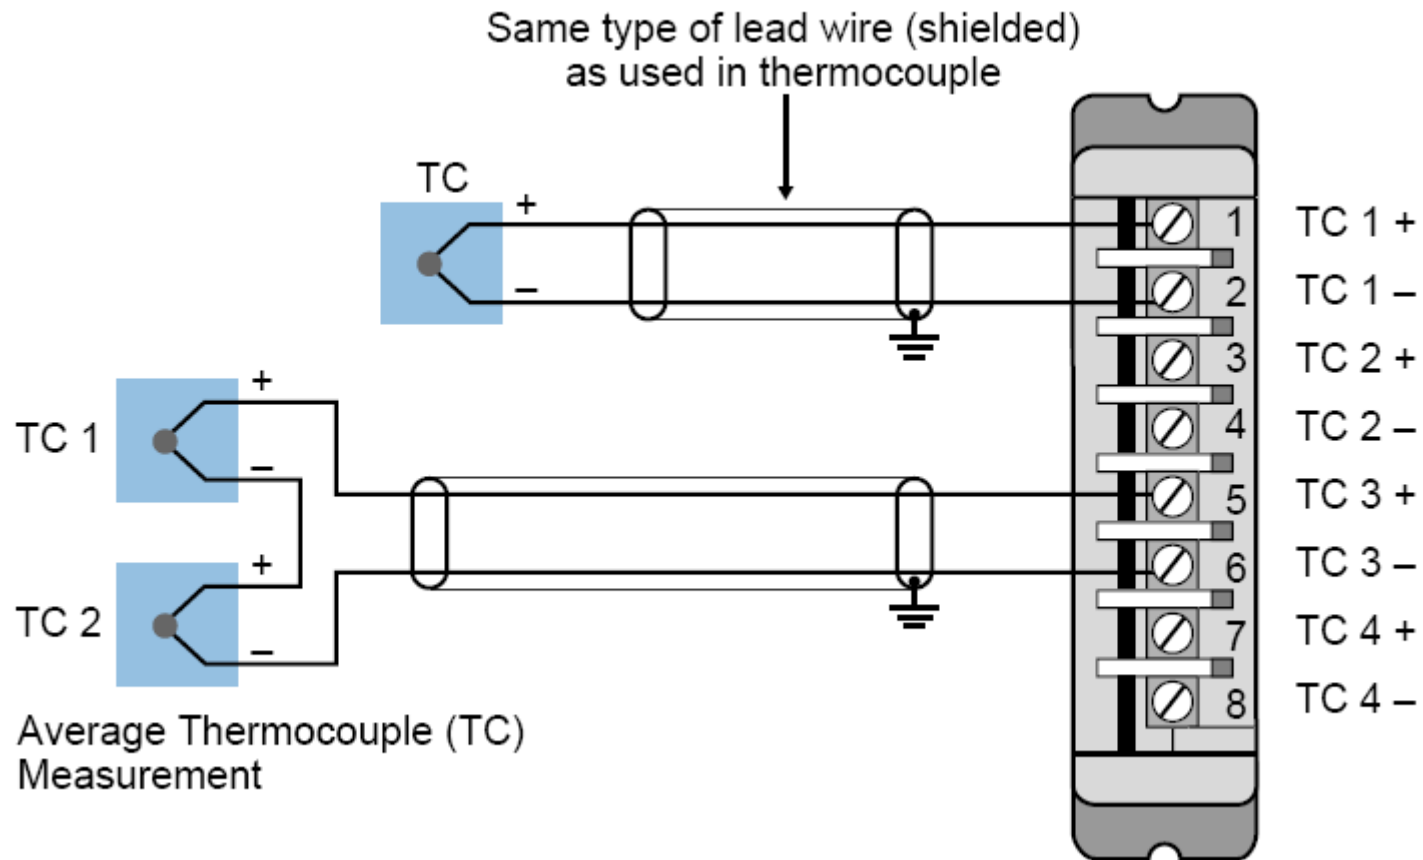 Same type of lead wire (shielded)
as used in thermocouple
TC
+
–
1 TC 1 +
2 TC 1 –
3 TC 2 +
4 TC 2 –
5 TC 3 +
6 TC 3 –
7 TC 4 +
8 TC 4 –
TC 1
+
–
TC 2
+
–
Average Thermocouple (TC)
Measurement